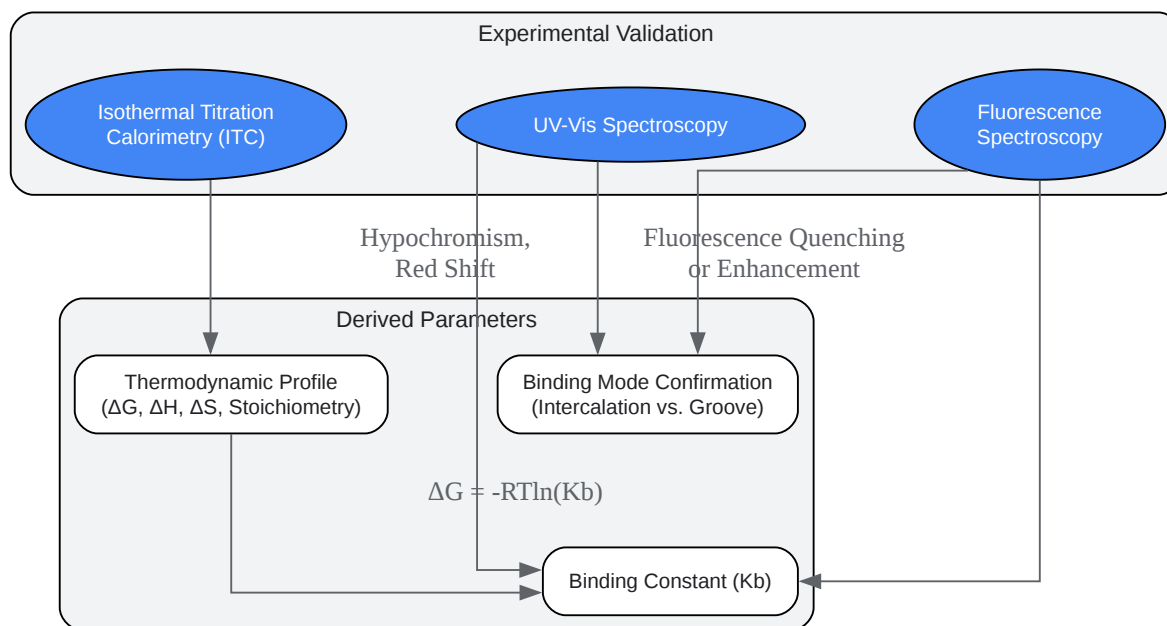 Experimental Validation
Isothermal Titration
Calorimetry (ITC)
UV-Vis Spectroscopy
Fluorescence
Spectroscopy
Hypochromism,
Red Shift
Fluorescence Quenching
or Enhancement
Derived Parameters
Thermodynamic Profile
(ΔG, ΔH, ΔS, Stoichiometry)
Binding Mode Confirmation
(Intercalation vs. Groove)
ΔG = -RTln(Kb)
Binding Constant (Kb)